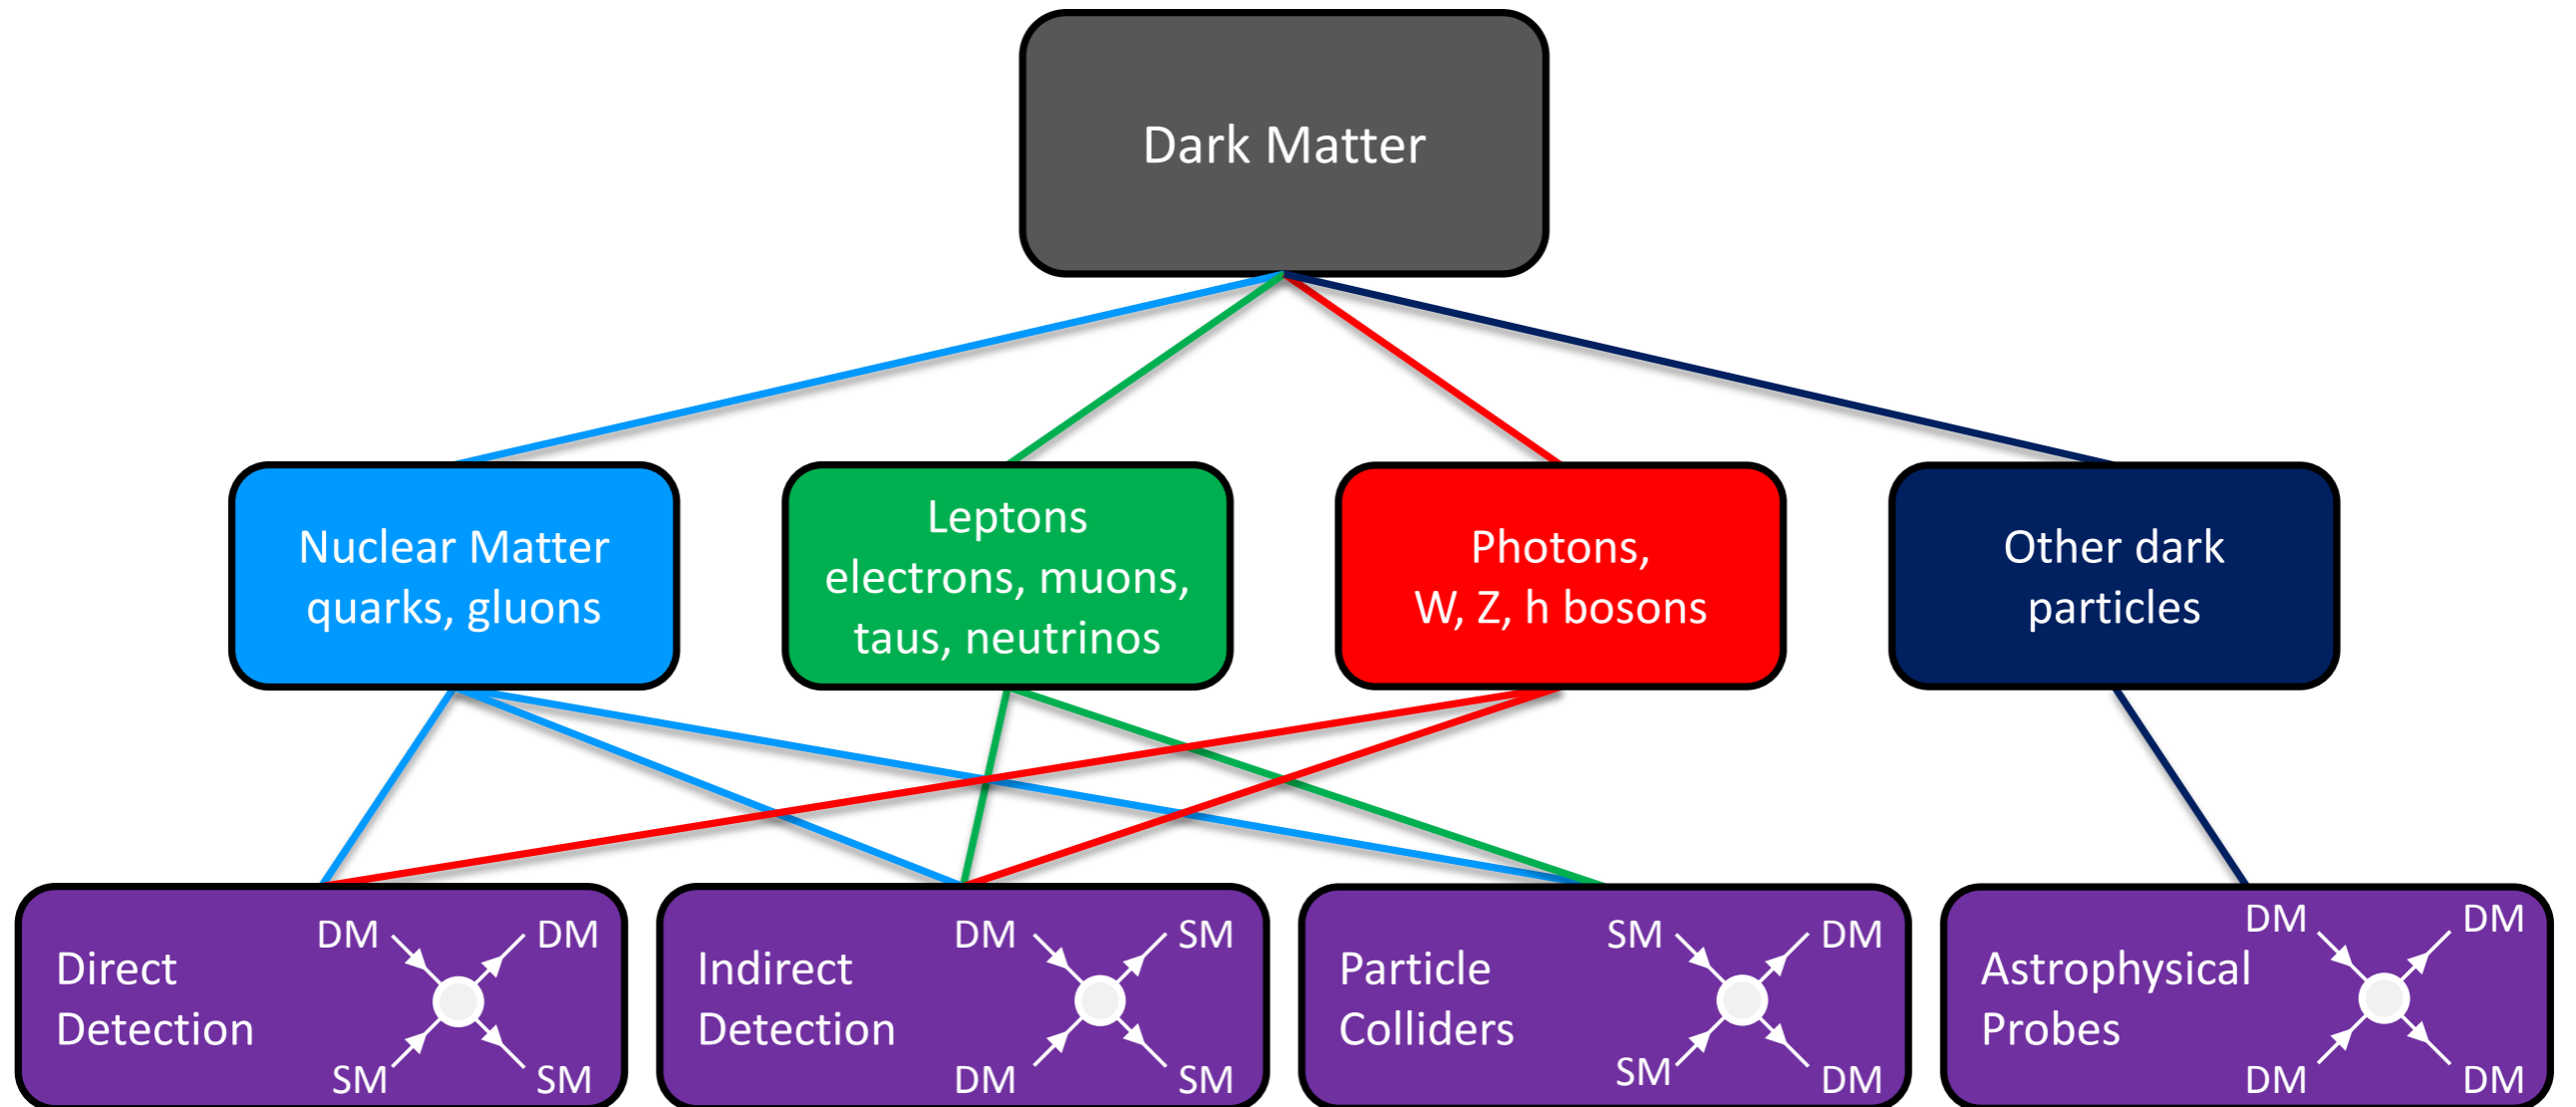 Dark Matter
Nuclear Matter
quarks, gluons
Leptons
electrons, muons,
taus, neutrinos
Photons,
W, Z, h bosons
Other dark
particles
Direct
Detection
DM
DM
SM
SM
Indirect
Detection
DM
SM
DM
SM
Particle
Colliders
SM
DM
SM
DM
Astrophysical
Probes
DM
DM
DM
DM